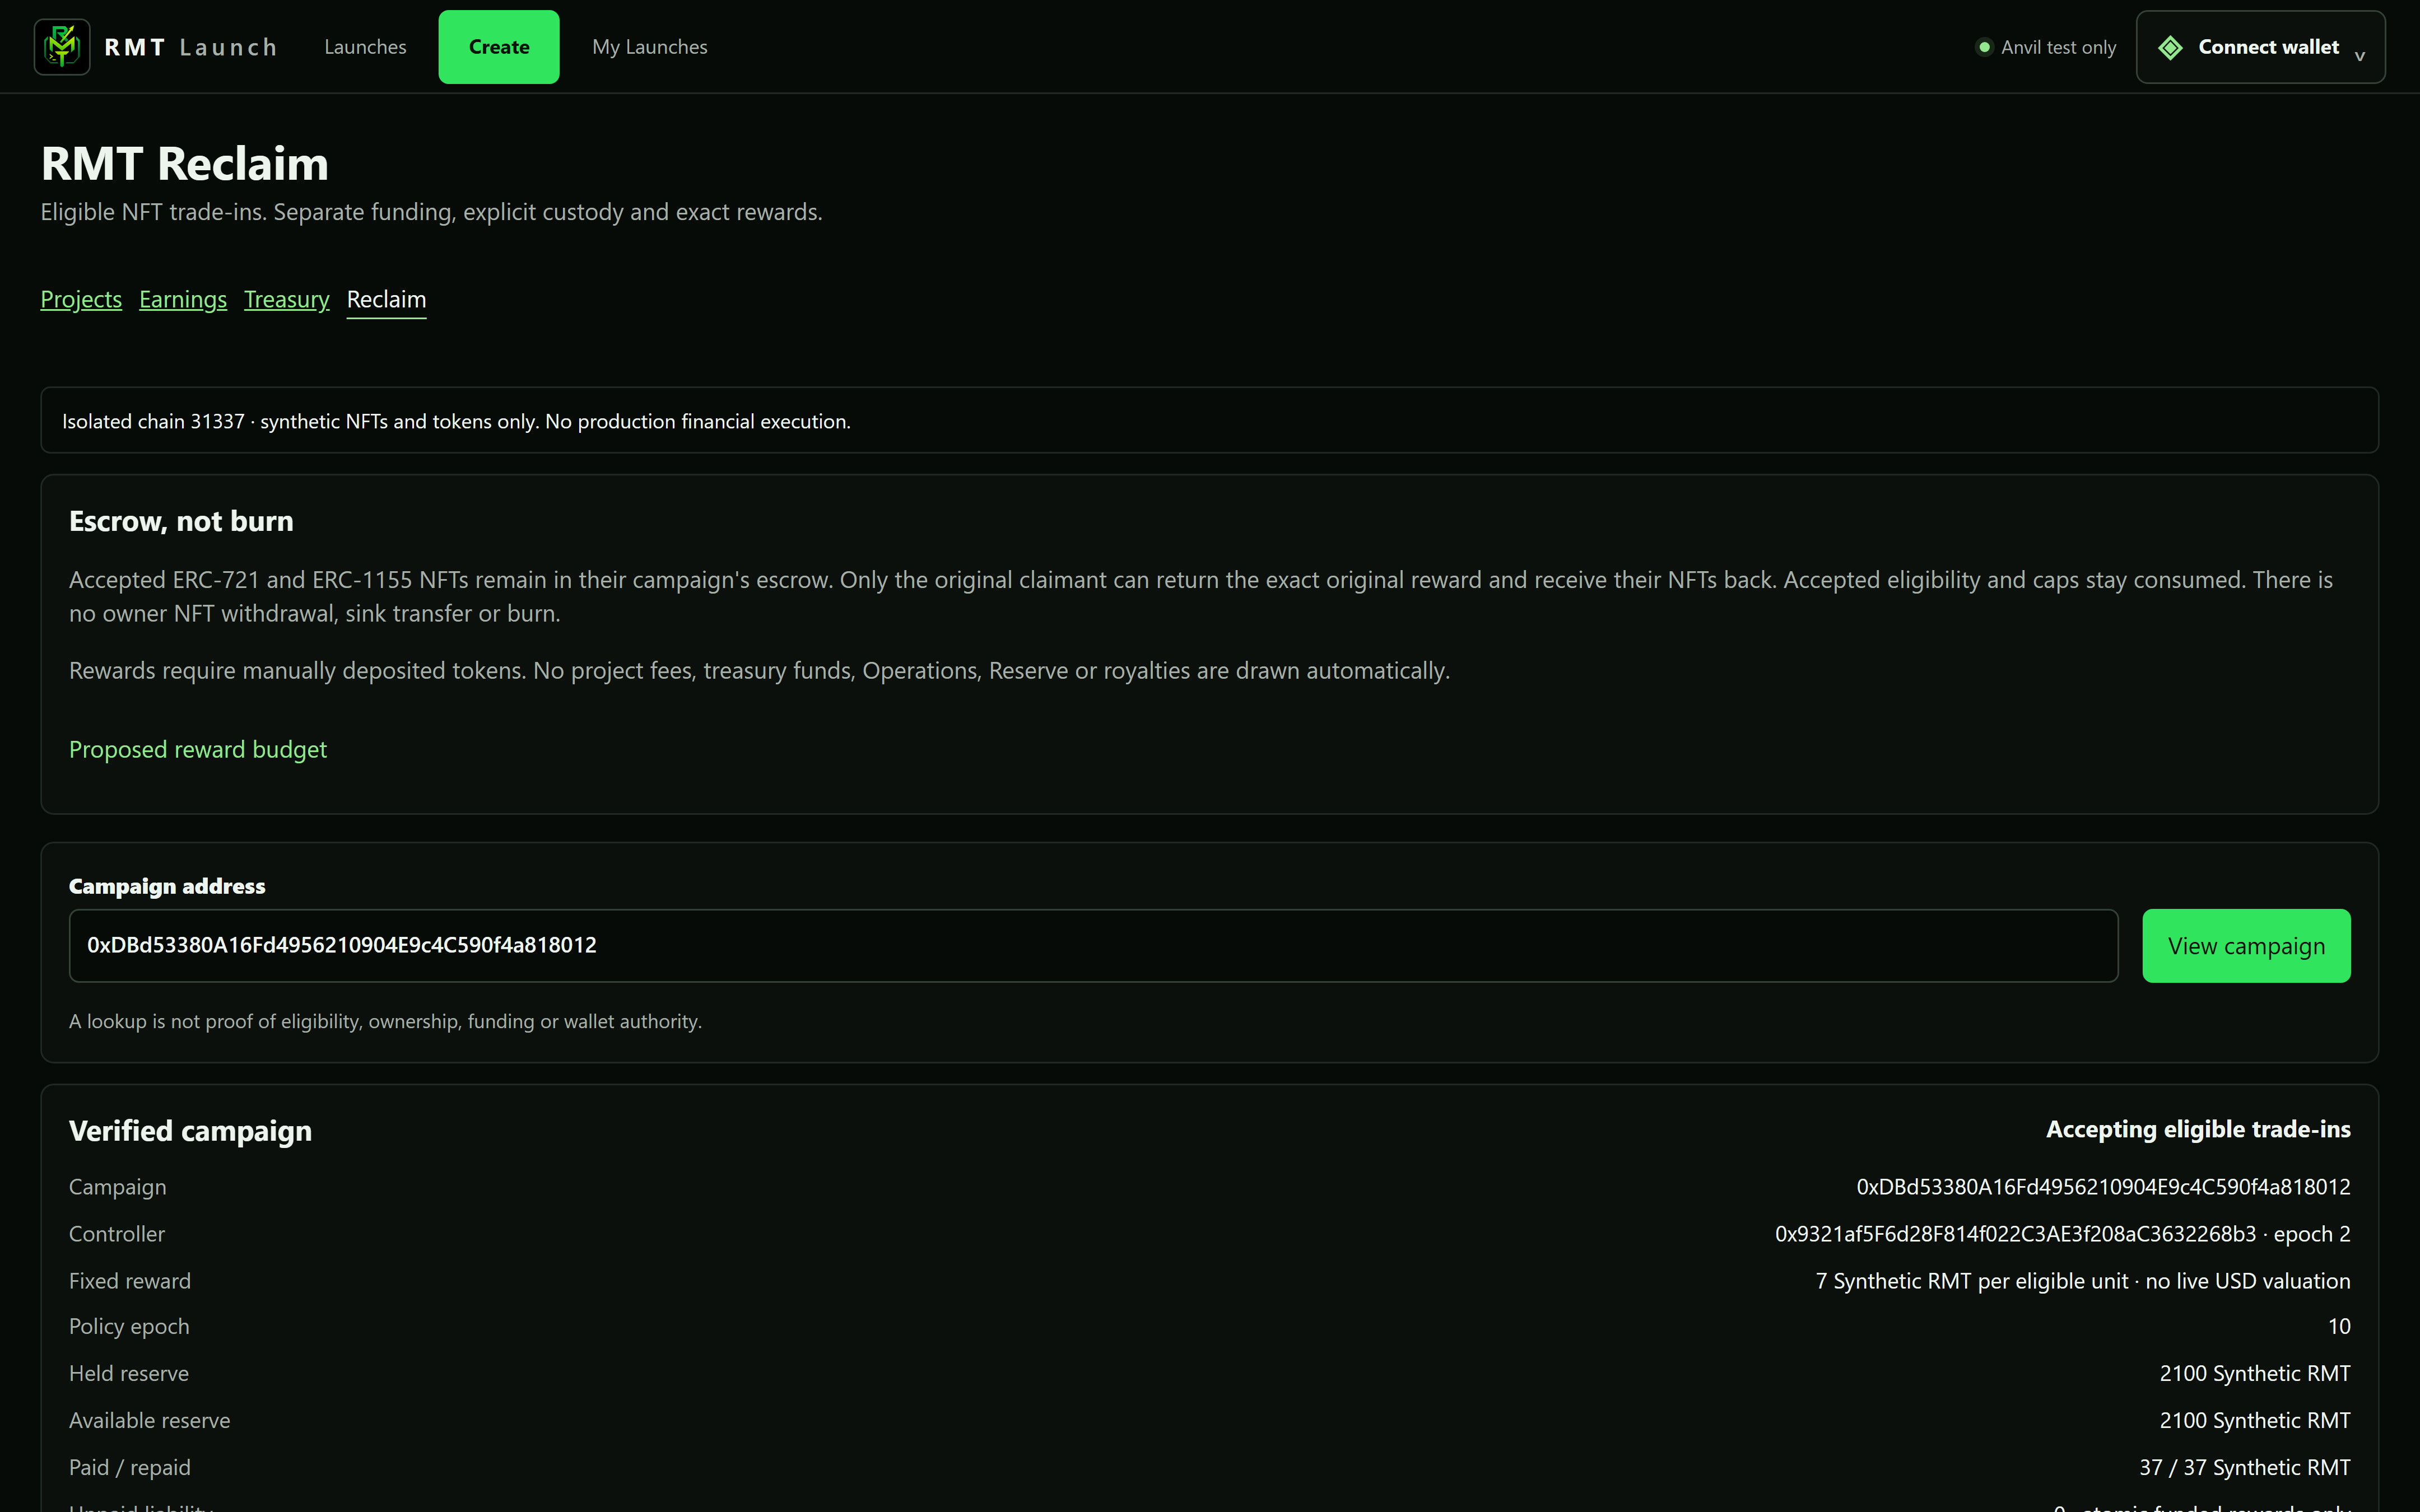 RMT Launch
Launches
Create
My Launches
Anvil test only
Connect wallet
v
RMT Reclaim
Eligible NFT trade-ins. Separate funding, explicit custody and exact rewards.
Projects Earnings Treasury Reclaim
Isolated chain 31337 · synthetic NFTs and tokens only. No production financial execution.
Escrow, not burn
Accepted ERC-721 and ERC-1155 NFTs remain in their campaign's escrow. Only the original claimant can return the exact original reward and receive their NFTs back. Accepted eligibility and caps stay consumed. There is
no owner NFT withdrawal, sink transfer or burn.
Rewards require manually deposited tokens. No project fees, treasury funds, Operations, Reserve or royalties are drawn automatically.
Proposed reward budget
Campaign address
0xDBd53380A16Fd4956210904E9c4C590f4a818012
View campaign
A lookup is not proof of eligibility, ownership, funding or wallet authority.
Verified campaign
Accepting eligible trade-ins
Campaign 0xDBd53380A16Fd4956210904E9c4C590f4a818012
Controller 0x9321af5F6d28F814f022C3AE3f208aC3632268b3 · epoch 2
Fixed reward 7 Synthetic RMT per eligible unit · no live USD valuation
Policy epoch 10
Held reserve 2100 Synthetic RMT
Available reserve 2100 Synthetic RMT
Paid / repaid 37 / 37 Synthetic RMT